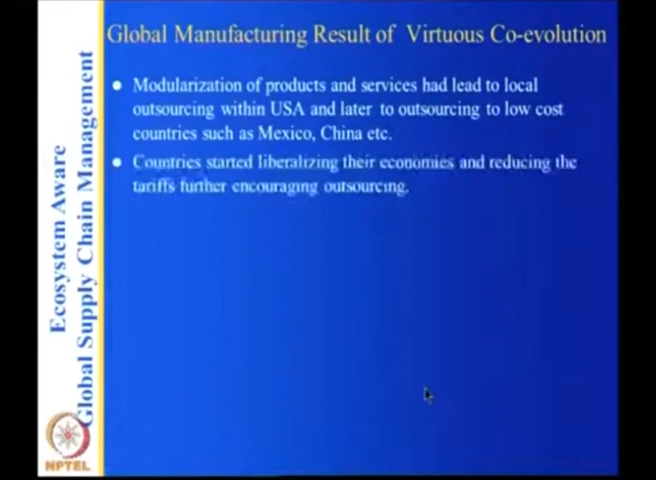 Global Manufacturing Result of Virtuous Co-evolution
Modularization of products and services had lead to local
outsourcing within USA and later to outsourcing to low cost
countries such as Mexico, China etc.
Countries started liberalizing their economies and reducing the
tariffs further encouraging outsourcing.
Ecosystem Aware
Global Supply Chain Management
NPTEL